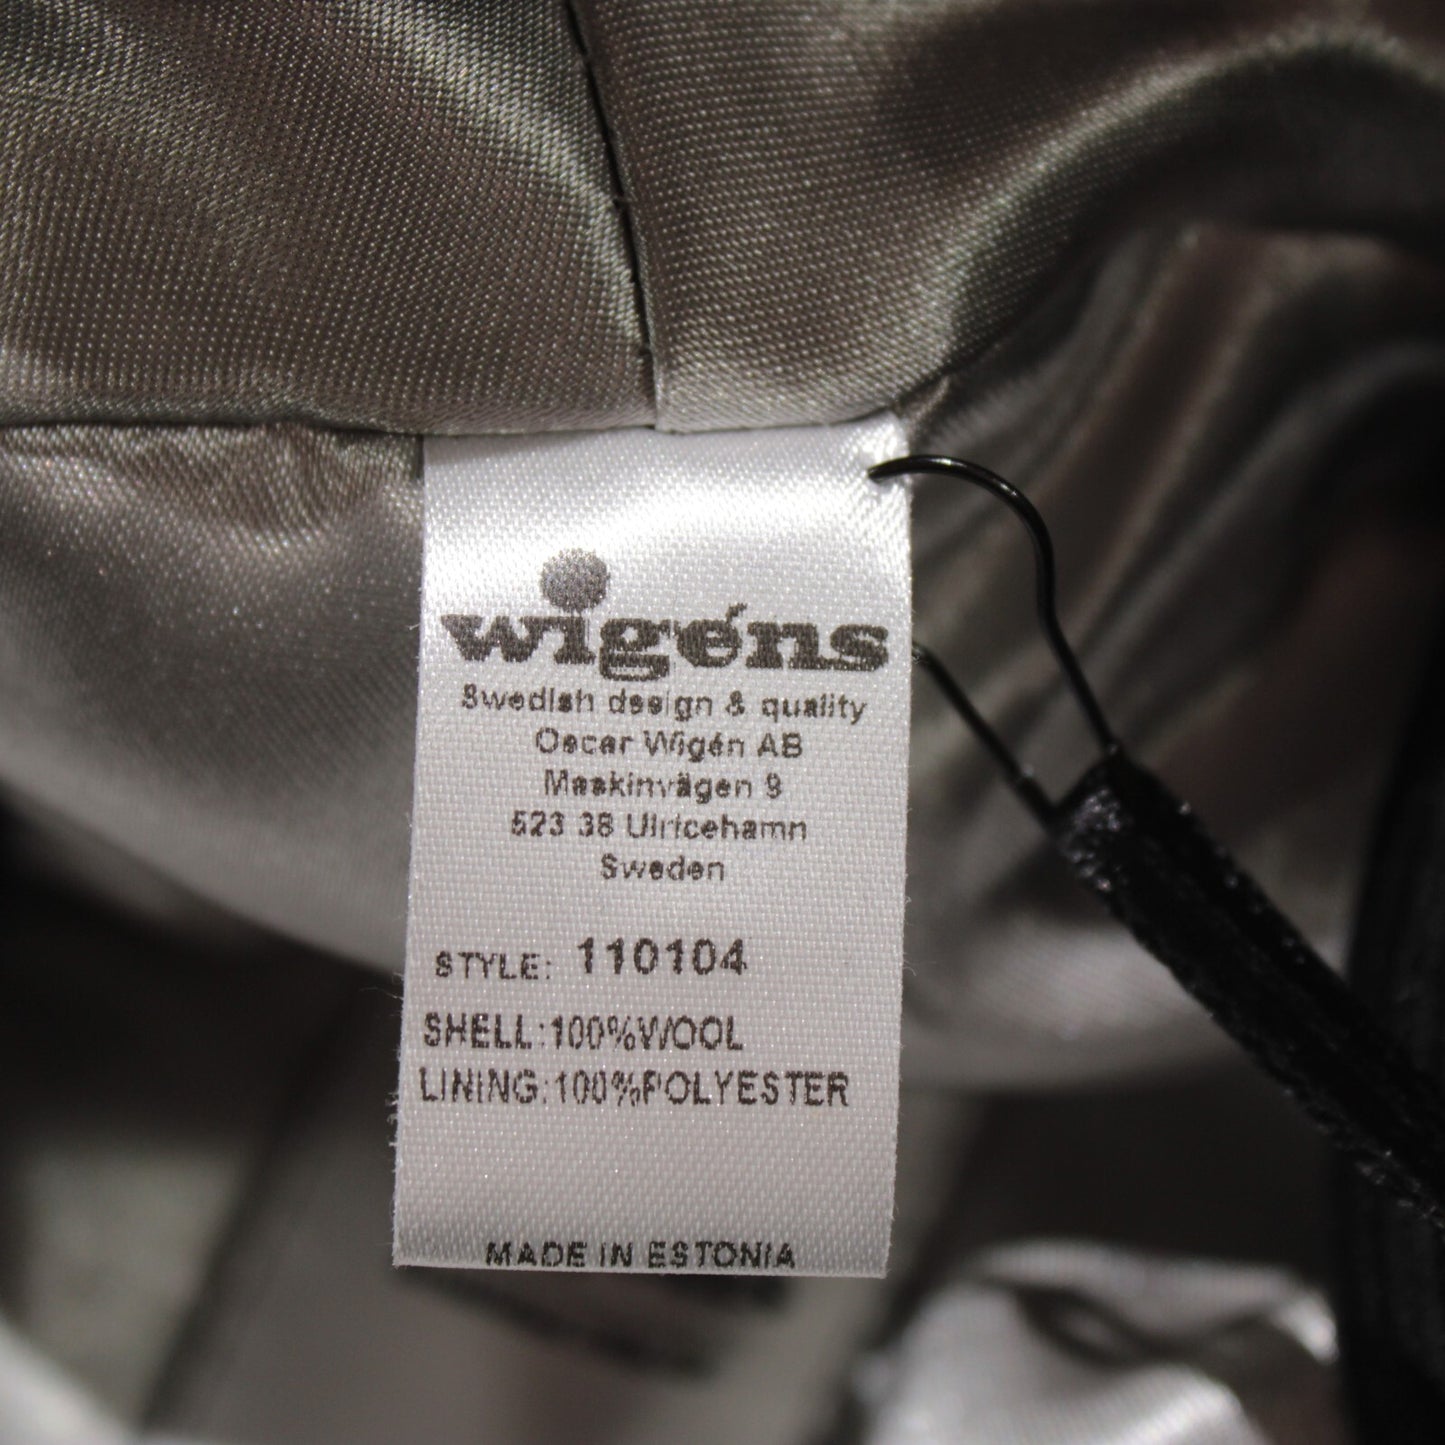 wigéns
Swedish design & quality
Oscar Wigén AB
Maskinvägen 9
523 38 Ulricehamn
Sweden
STYLE: 110104
SHELL:100%WOOL
LINING:100%POLYESTER
MADE IN ESTONIA